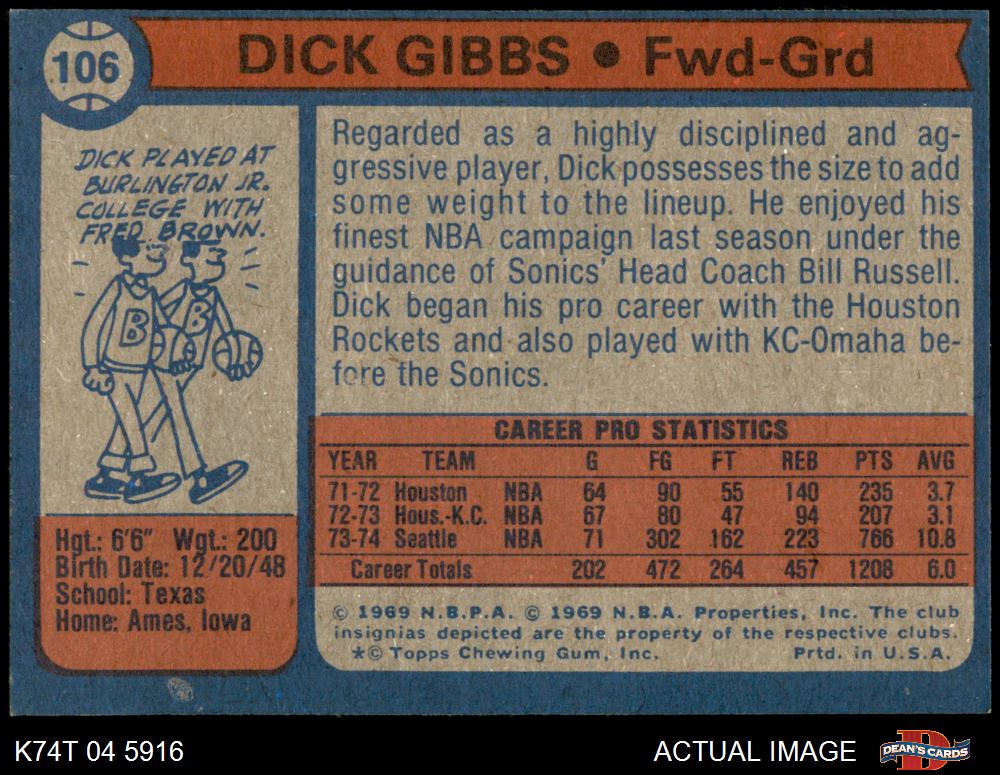 106
DICK GIBBS • Fwd-Grd
DICK PLAYED AT
BURLINGTON JR.
COLLEGE WITH
FRED BROWN.
B
B
Hgt.: 6'6" Wgt.: 200
Birth Date: 12/20/48
School: Texas
Home: Ames, Iowa
Regarded as a highly disciplined and ag-
gressive player, Dick possesses the size to add
some weight to the lineup. He enjoyed his
finest NBA campaign last season under the
guidance of Sonics' Head Coach Bill Russell.
Dick began his pro career with the Houston
Rockets and also played with KC-Omaha be-
fore the Sonics.
CAREER PRO STATISTICS
YEAR TEAM G FG FT REB PTS AVG
71-72 Houston NBA 64 90 55 140 235 3.7
72-73 Hous.-K.C. NBA 67 80 47 94 207 3.1
73-74 Seattle NBA 71 302 162 223 766 10.8
Career Totals 202 472 264 457 1208 6.0
© 1969 N.B.P.A. © 1969 N.B.A. Properties, Inc. The club
insignias depicted are the property of the respective clubs.
*© Topps Chewing Gum, Inc. Prtd. in U.S.A.
K74T 04 5916
ACTUAL IMAGE
D
DEAN'S CARDS